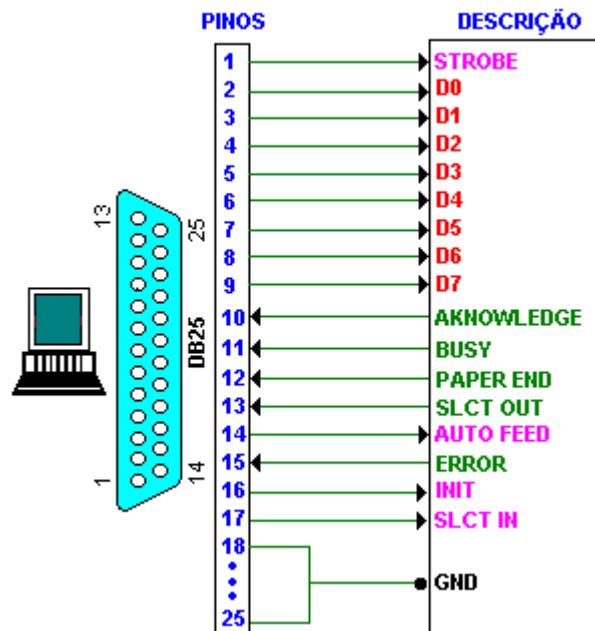 PINOS DESCRIÇÃO
1 STROBE
2 D0
3 D1
4 D2
5 D3
6 D4
7 D5
8 D6
9 D7
10 AKNOWLEDGE
11 BUSY
12 PAPER END
13 SLCT OUT
14 AUTO FEED
15 ERROR
16 INIT
17 SLCT IN
18
GND
25
13
25
DB25
1
14